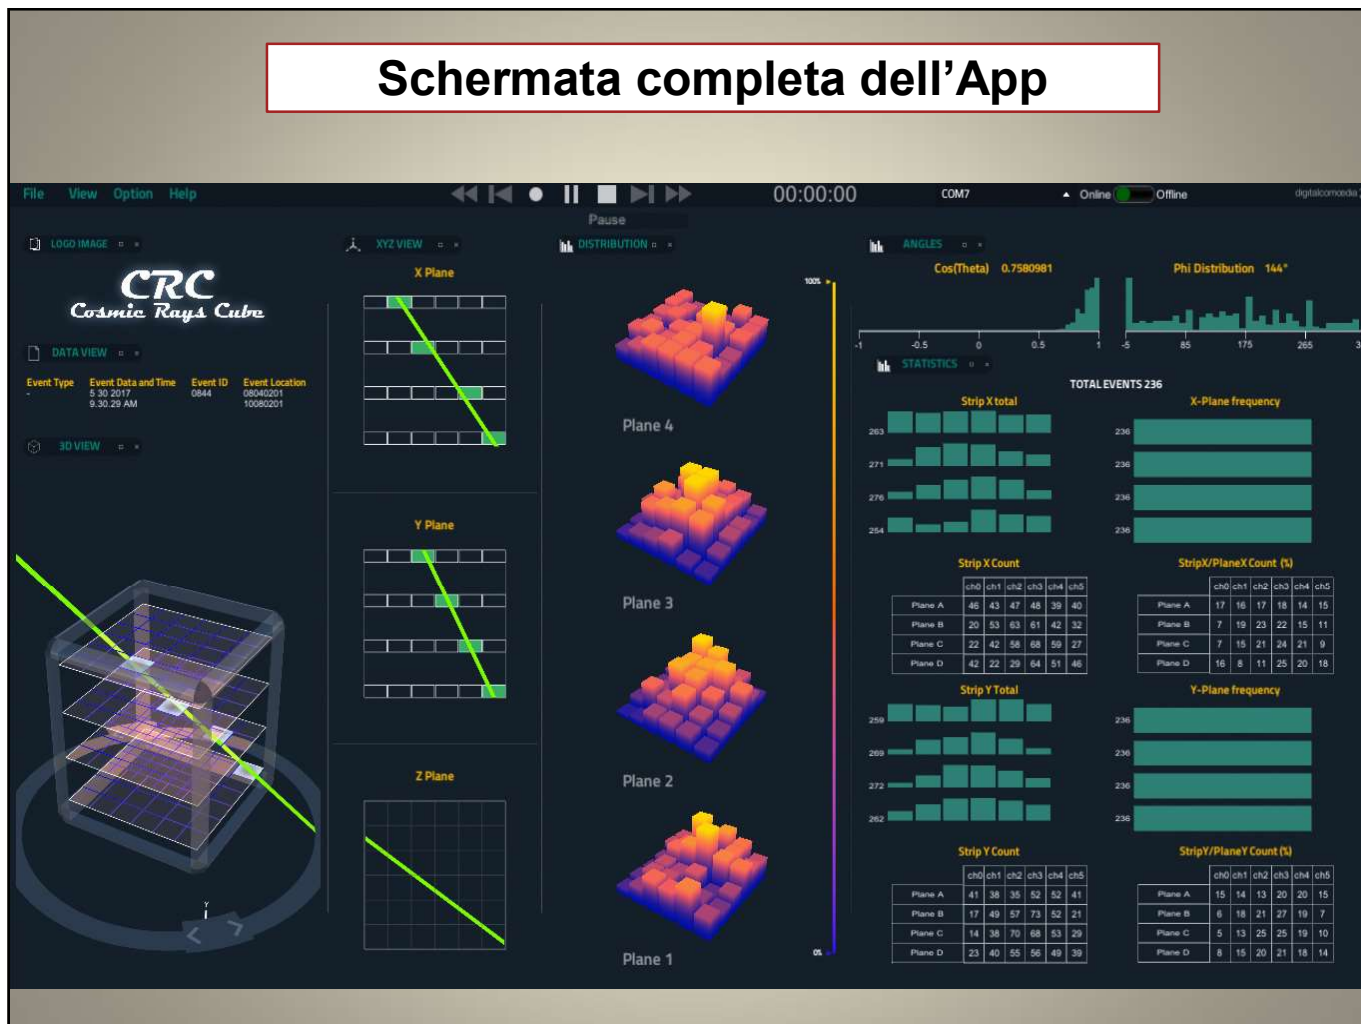 Schermata completa dell’App
File View Option Help
00:00:00
COM7
Online Offline
digitalcomoedia
Pause
LOGO IMAGE
CRC
Cosmic Rays Cube
DATA VIEW
Event Type Event Data and Time Event ID Event Location
- 5 30 2017 0844 08040201
9.30.29 AM 10080201
3D VIEW
Y
XYZ VIEW
X Plane
Y Plane
Z Plane
DISTRIBUTION
100%
Plane 4
Plane 3
Plane 2
Plane 1
0%
ANGLES
Cos(Theta) 0.7580981
-1 -0.5 0 0.5 1
Phi Distribution 144°
-5 85 175 265
STATISTICS
TOTAL EVENTS 236
Strip X total
263
271
276
254
X-Plane frequency
236
236
236
236
Strip X Count
ch0 ch1 ch2 ch3 ch4 ch5
Plane A 46 43 47 48 39 40
Plane B 20 53 63 61 42 32
Plane C 22 42 58 68 59 27
Plane D 42 22 29 64 51 46
StripX/PlaneX Count (%)
ch0 ch1 ch2 ch3 ch4 ch5
Plane A 17 16 17 18 14 15
Plane B 7 19 23 22 15 11
Plane C 7 15 21 24 21 9
Plane D 16 8 11 25 20 18
Strip Y Total
259
269
272
262
Y-Plane frequency
236
236
236
236
Strip Y Count
ch0 ch1 ch2 ch3 ch4 ch5
Plane A 41 38 35 52 52 41
Plane B 17 49 57 73 52 21
Plane C 14 38 70 68 53 29
Plane D 23 40 55 56 49 39
StripY/PlaneY Count (%)
ch0 ch1 ch2 ch3 ch4 ch5
Plane A 15 14 13 20 20 15
Plane B 6 18 21 27 19 7
Plane C 5 13 25 25 19 10
Plane D 8 15 20 21 18 14